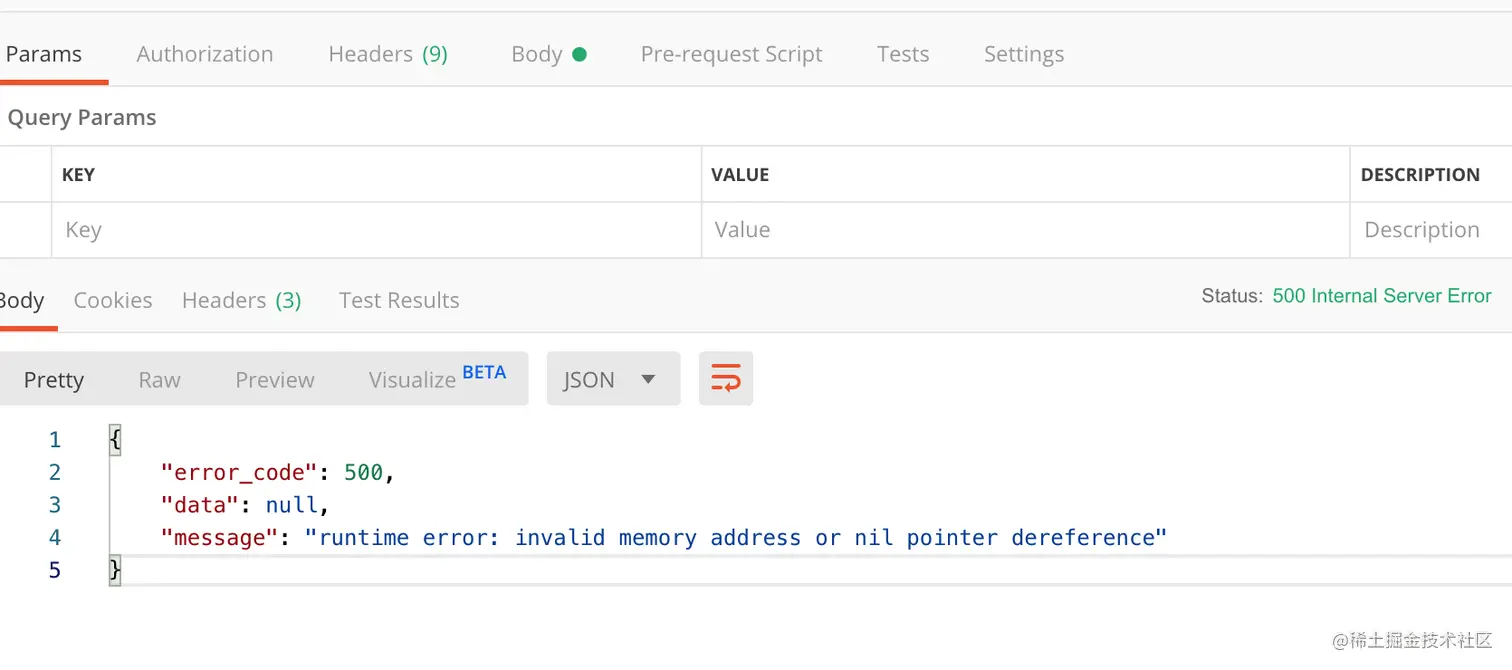 Params Authorization Headers (9) Body Pre-request Script Tests Settings
Query Params
KEY VALUE DESCRIPTION
Key Value Description
Body Cookies Headers (3) Test Results Status: 500 Internal Server Error
Pretty Raw Preview Visualize BETA JSON
1 {
2 "error_code": 500,
3 "data": null,
4 "message": "runtime error: invalid memory address or nil pointer dereference"
5 }
@稀土掘金技术社区